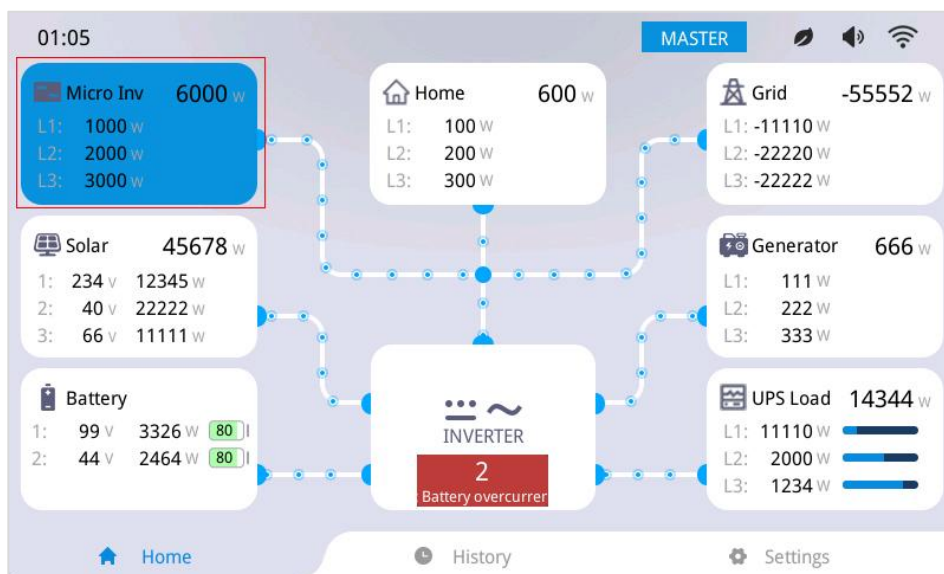 01:05
MASTER
Micro Inv 6000 W
L1: 1000 W
L2: 2000 W
L3: 3000 W
Home 600 W
L1: 100 W
L2: 200 W
L3: 300 W
Grid -55552 W
L1: -11110 W
L2: -22220 W
L3: -22222 W
Solar 45678 W
1: 234 V 12345 W
2: 40 V 22222 W
3: 66 V 11111 W
Generator 666 W
L1: 111 W
L2: 222 W
L3: 333 W
Battery
1: 99 V 3326 W 80
2: 44 V 2464 W 80
INVERTER
2
: Battery overcurrer
UPS Load 14344 W
L1: 11110 W
L2: 2000 W
L3: 1234 W
Home
History
Settings